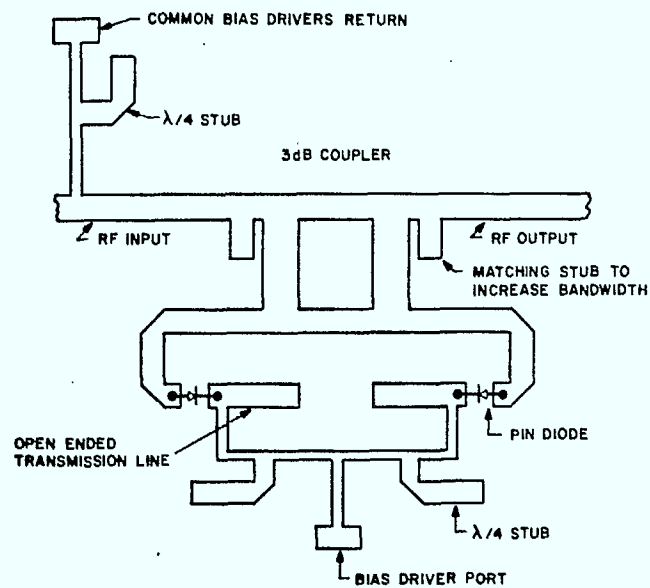 COMMON BIAS DRIVERS RETURN
λ/4 STUB
3dB COUPLER
RF INPUT
RF OUTPUT
MATCHING STUB TO
INCREASE BANDWIDTH
OPEN ENDED
TRANSMISSION LINE
PIN DIODE
λ/4 STUB
BIAS DRIVER PORT